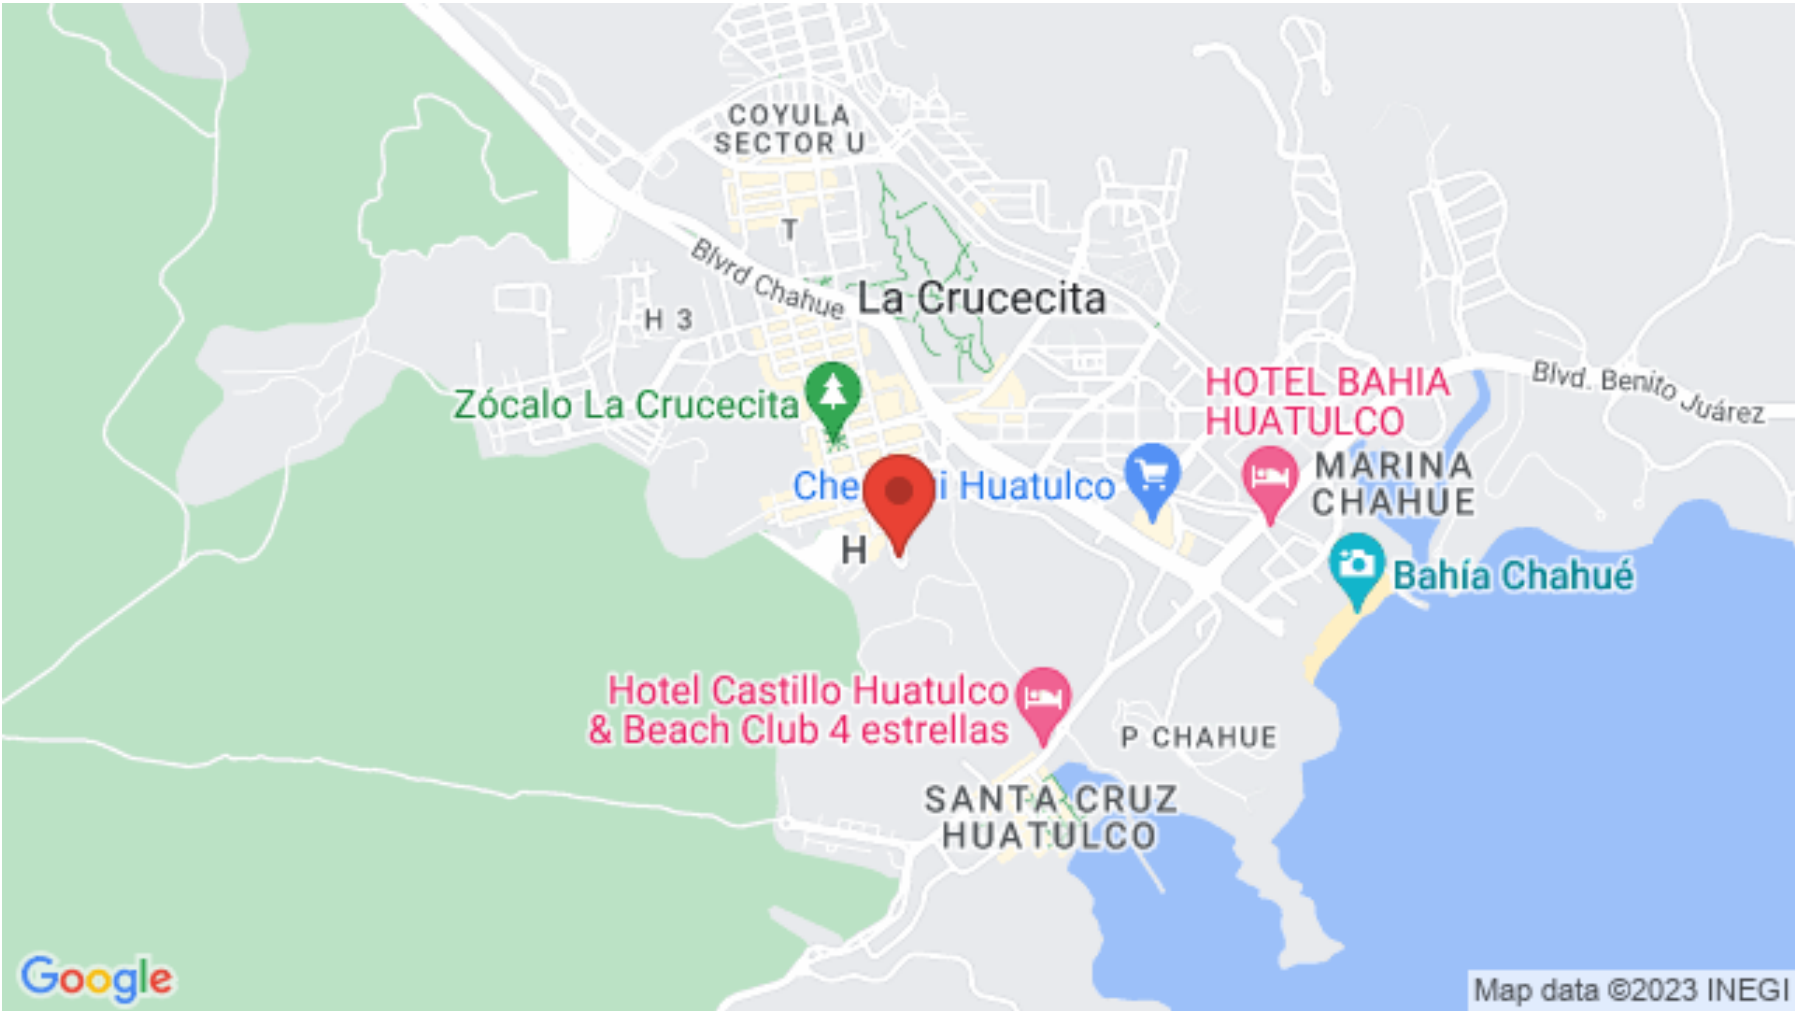 COYULA
SECTOR U
T
Blvrd Chahue
La Crucecita
H 3
Zócalo La Crucecita
HOTEL BAHIA
HUATULCO
Blvd. Benito Juárez
MARINA
CHAHUE
Huatulco
H
Bahía Chahué
Hotel Castillo Huatulco
& Beach Club 4 estrellas
P CHAHUE
SANTA CRUZ
HUATULCO
Google
Map data ©2023 INEGI